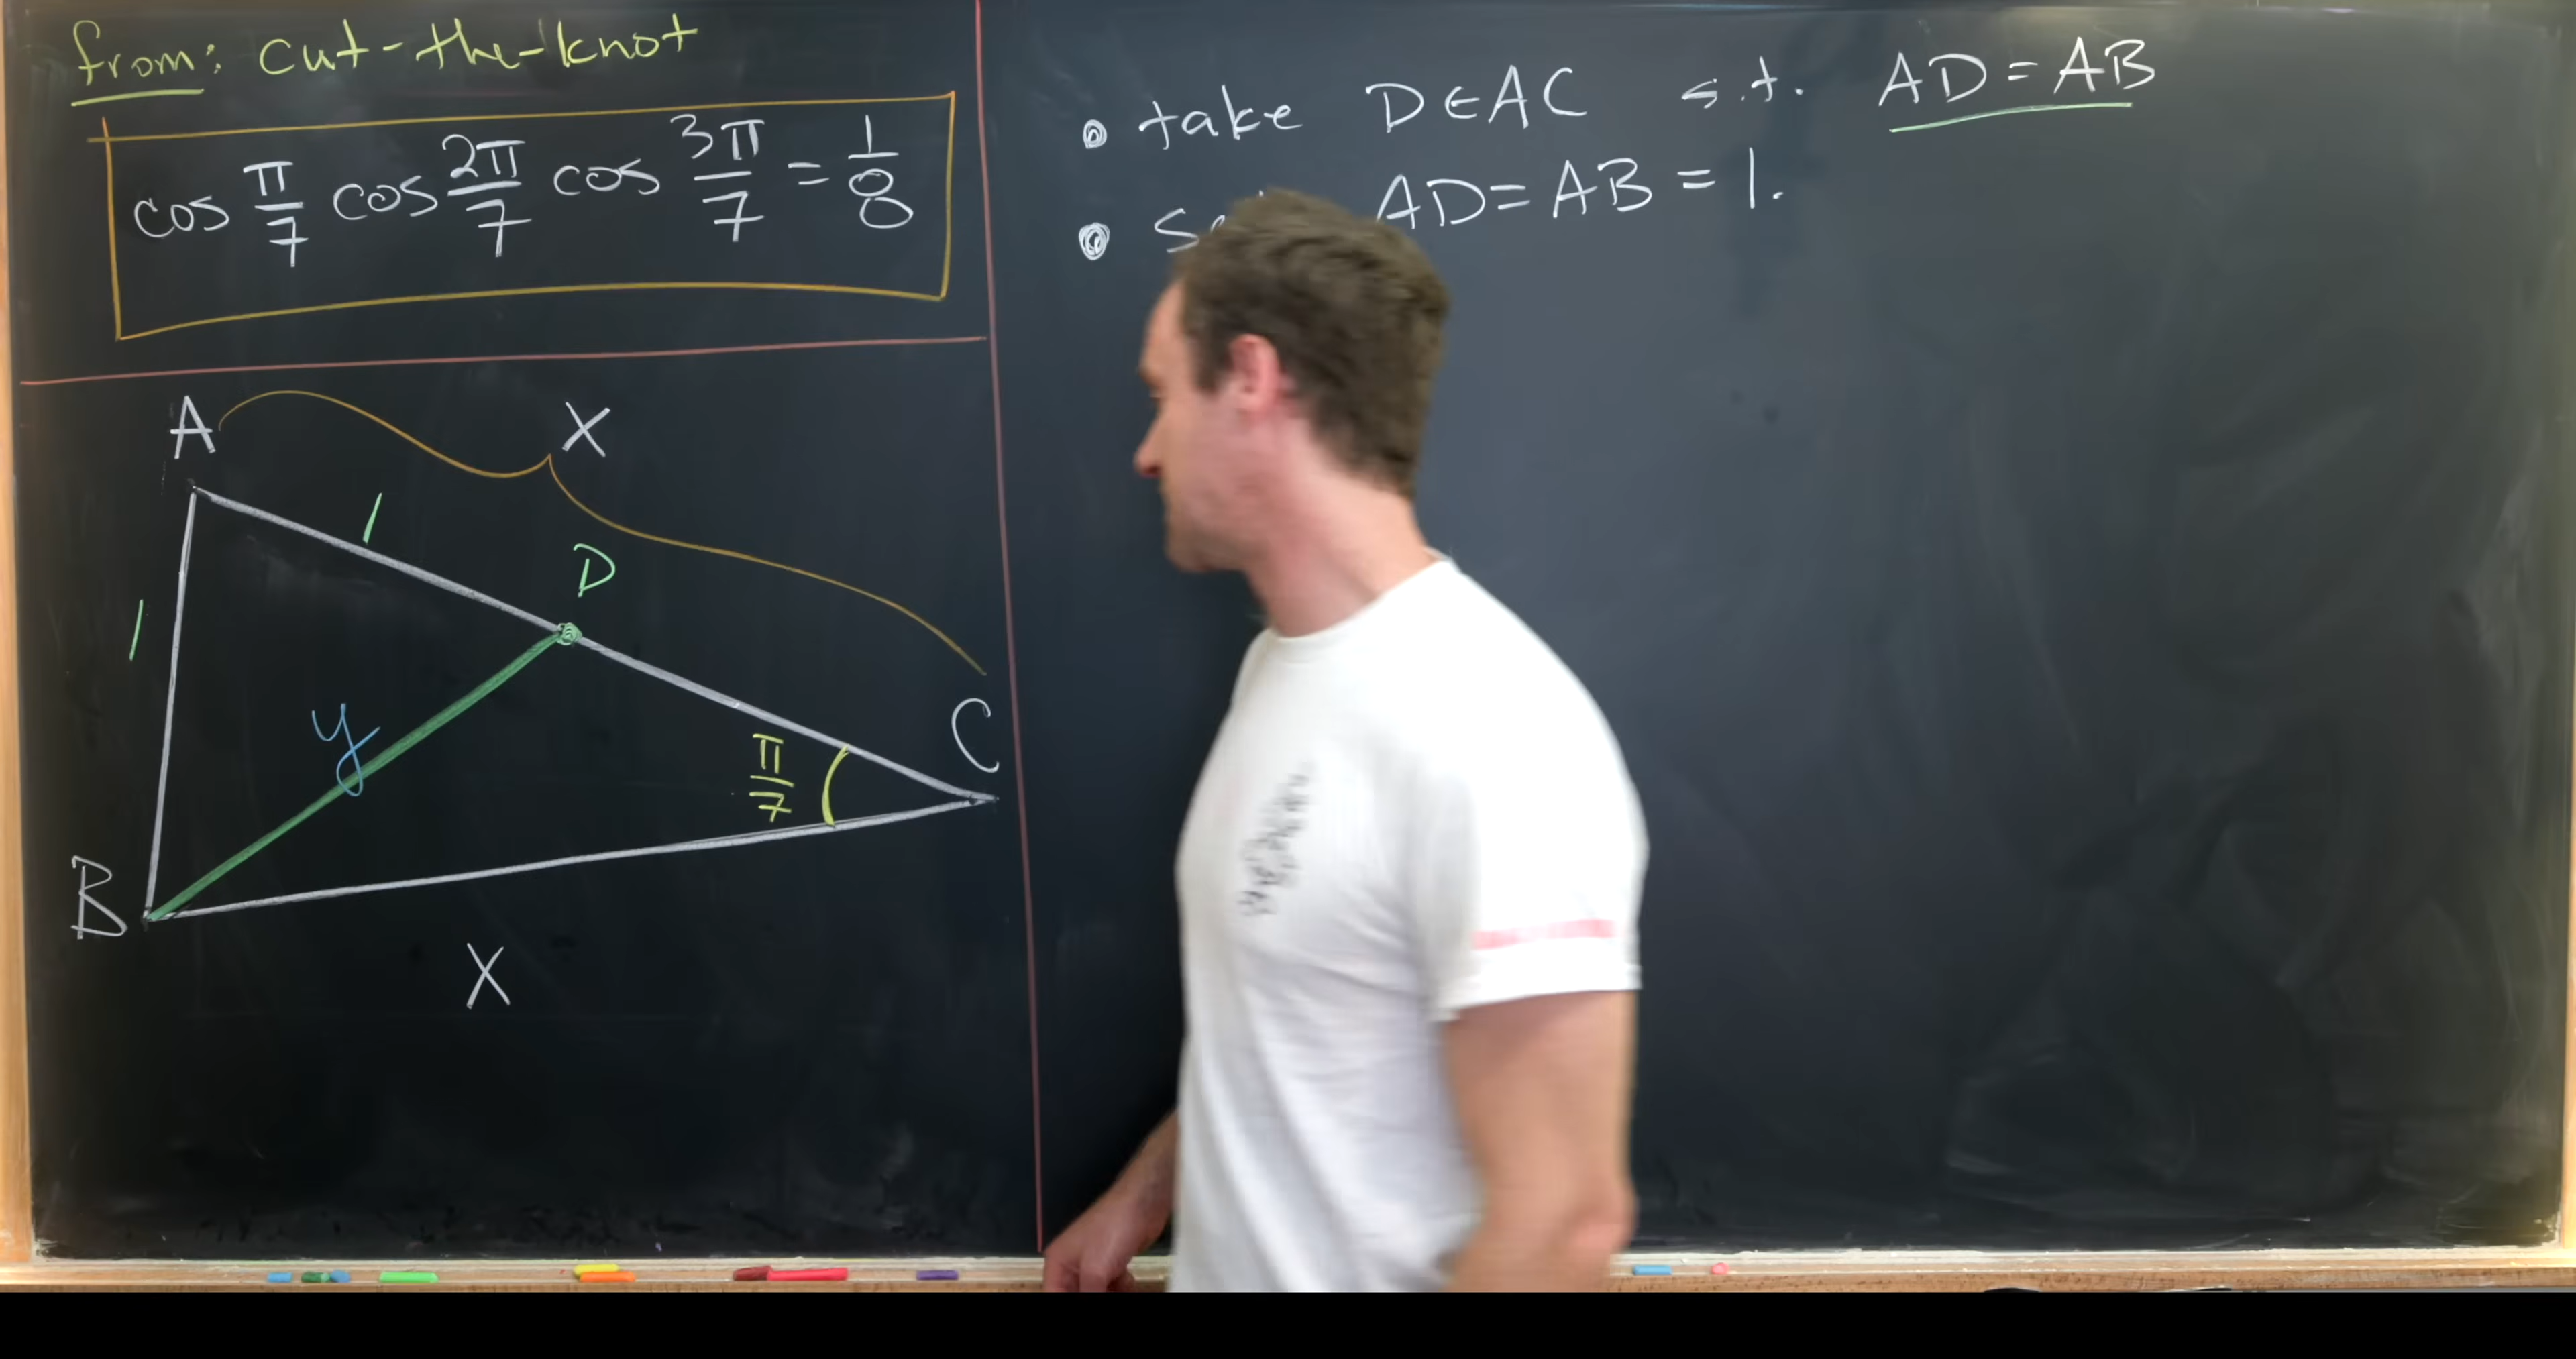 from: cut-the-knot
cos π/7 cos 2π/7 cos 3π/7 = 1/8
A
X
1
D
1
y
π/7
C
B
X
• take D∈AC s.t. AD=AB
• AD=AB=1.